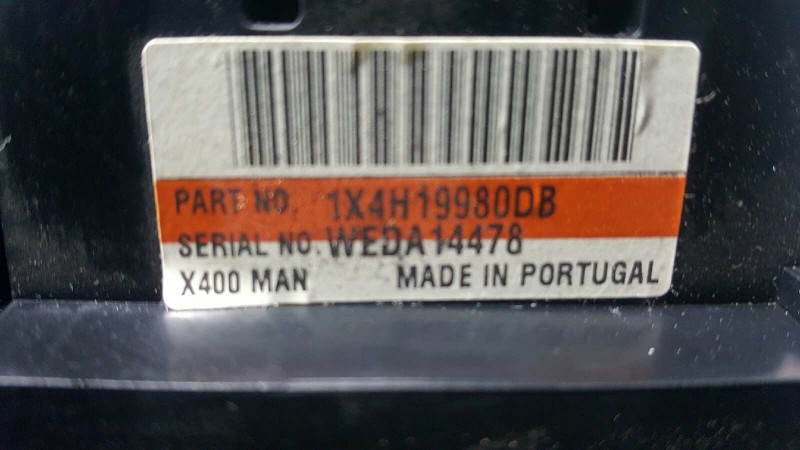 PART NO. 1X4H19980DB
SERIAL NO. WEDA14478
X400 MAN MADE IN PORTUGAL